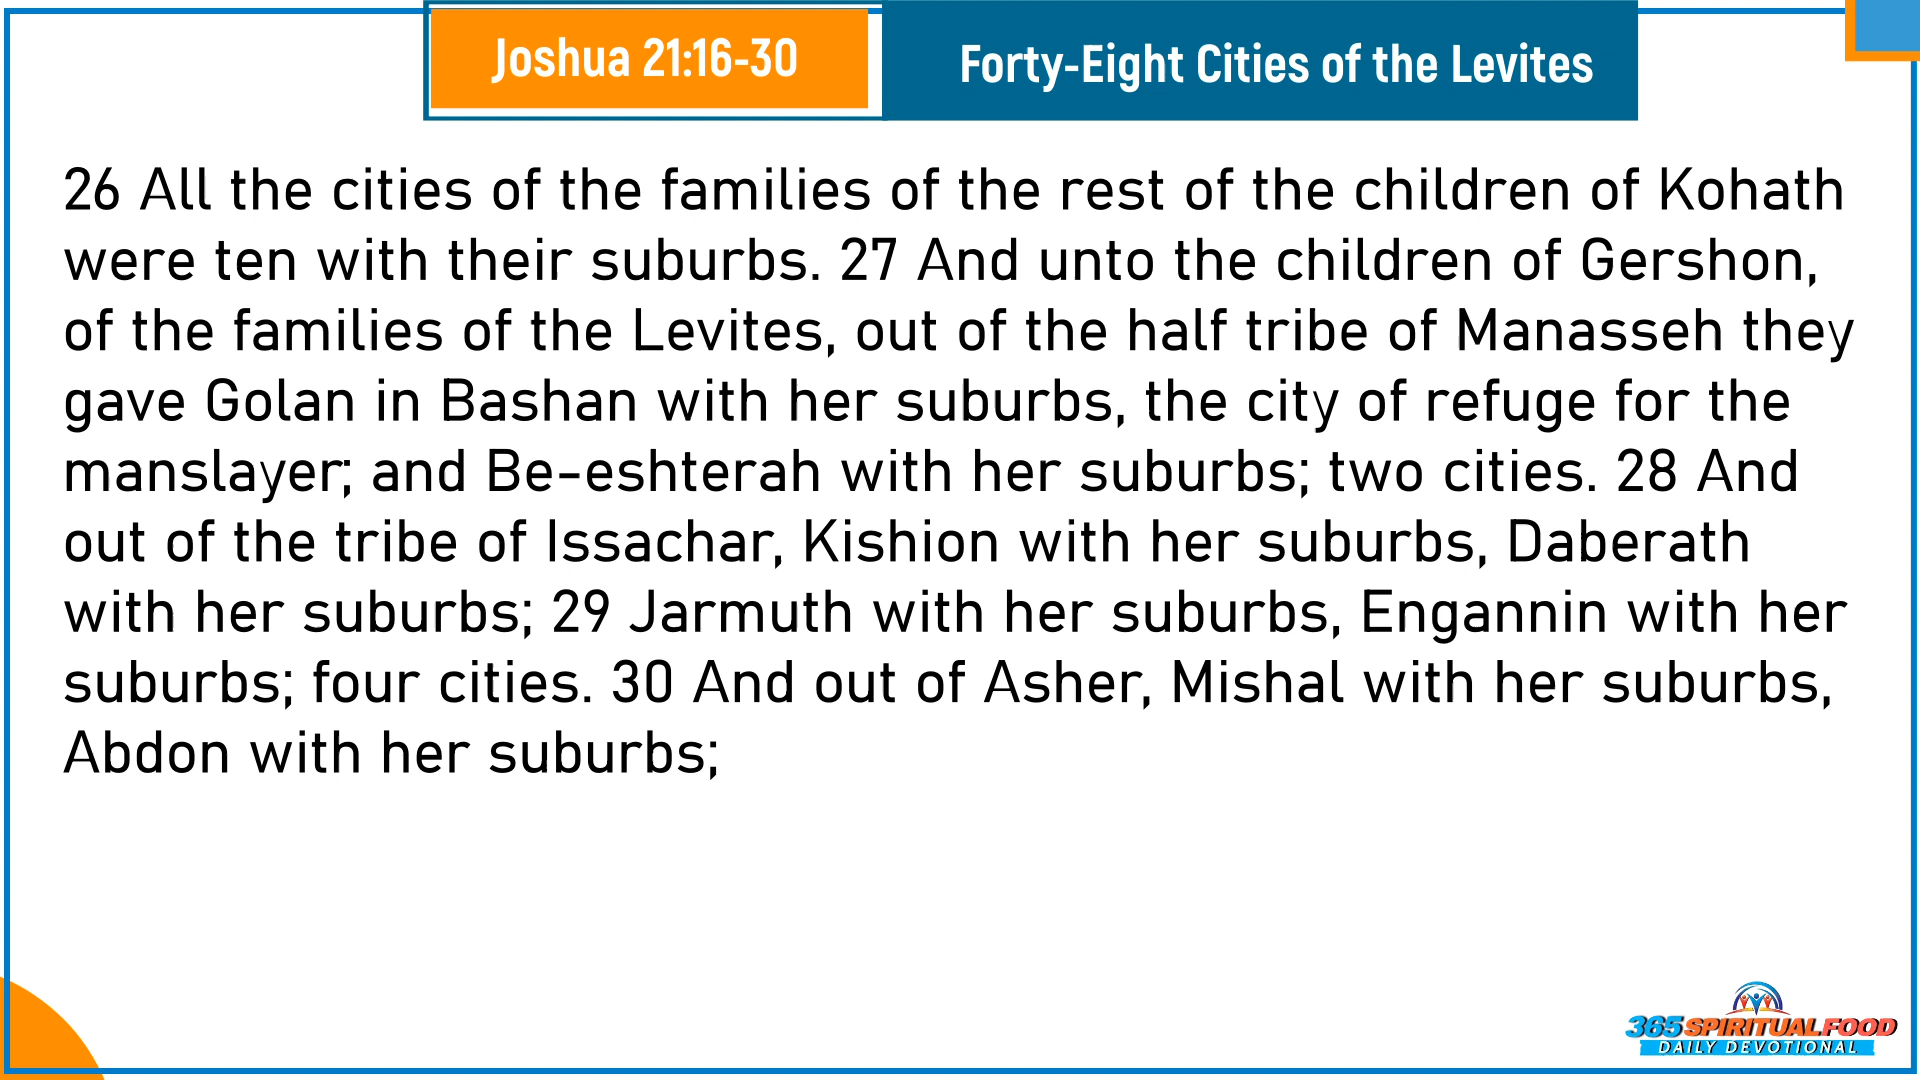 Joshua 21:16-30
Forty-Eight Cities of the Levites
26 All the cities of the families of the rest of the children of Kohath
were ten with their suburbs. 27 And unto the children of Gershon,
of the families of the Levites, out of the half tribe of Manasseh they
gave Golan in Bashan with her suburbs, the city of refuge for the
manslayer; and Be-eshterah with her suburbs; two cities. 28 And
out of the tribe of Issachar, Kishion with her suburbs, Daberath
with her suburbs; 29 Jarmuth with her suburbs, Engannin with her
suburbs; four cities. 30 And out of Asher, Mishal with her suburbs,
Abdon with her suburbs;
365 SPIRITUAL FOOD
DAILY DEVOTIONAL